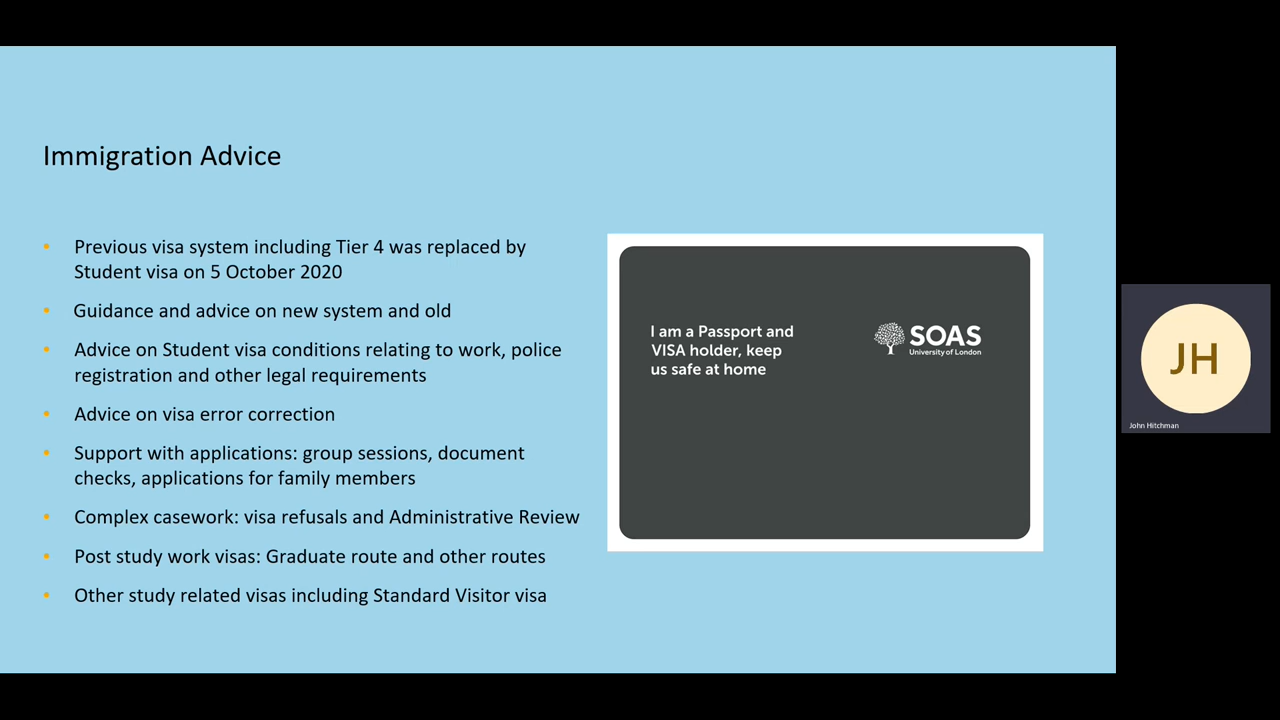 Immigration Advice
• Previous visa system including Tier 4 was replaced by
Student visa on 5 October 2020
• Guidance and advice on new system and old
• Advice on Student visa conditions relating to work, police
registration and other legal requirements
• Advice on visa error correction
• Support with applications: group sessions, document
checks, applications for family members
• Complex casework: visa refusals and Administrative Review
• Post study work visas: Graduate route and other routes
• Other study related visas including Standard Visitor visa
I am a Passport and
VISA holder, keep
us safe at home
SOAS
University of London
JH
John Hitchman